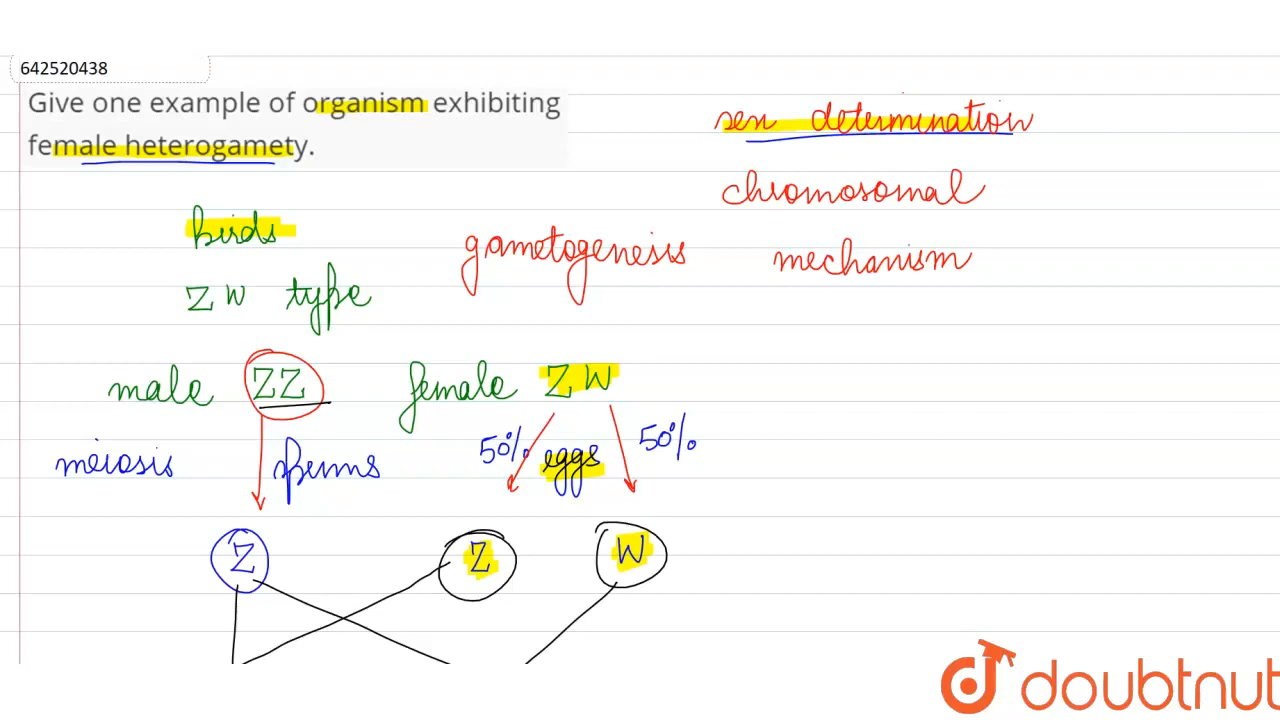 642520438
Give one example of organism exhibiting
female heterogamety.
sex determination
chromosomal
mechanism
birds
gametogenesis
ZW type
male ZZ female ZW
meiosis sperms 50% eggs 50%
Z Z W
doubtnut